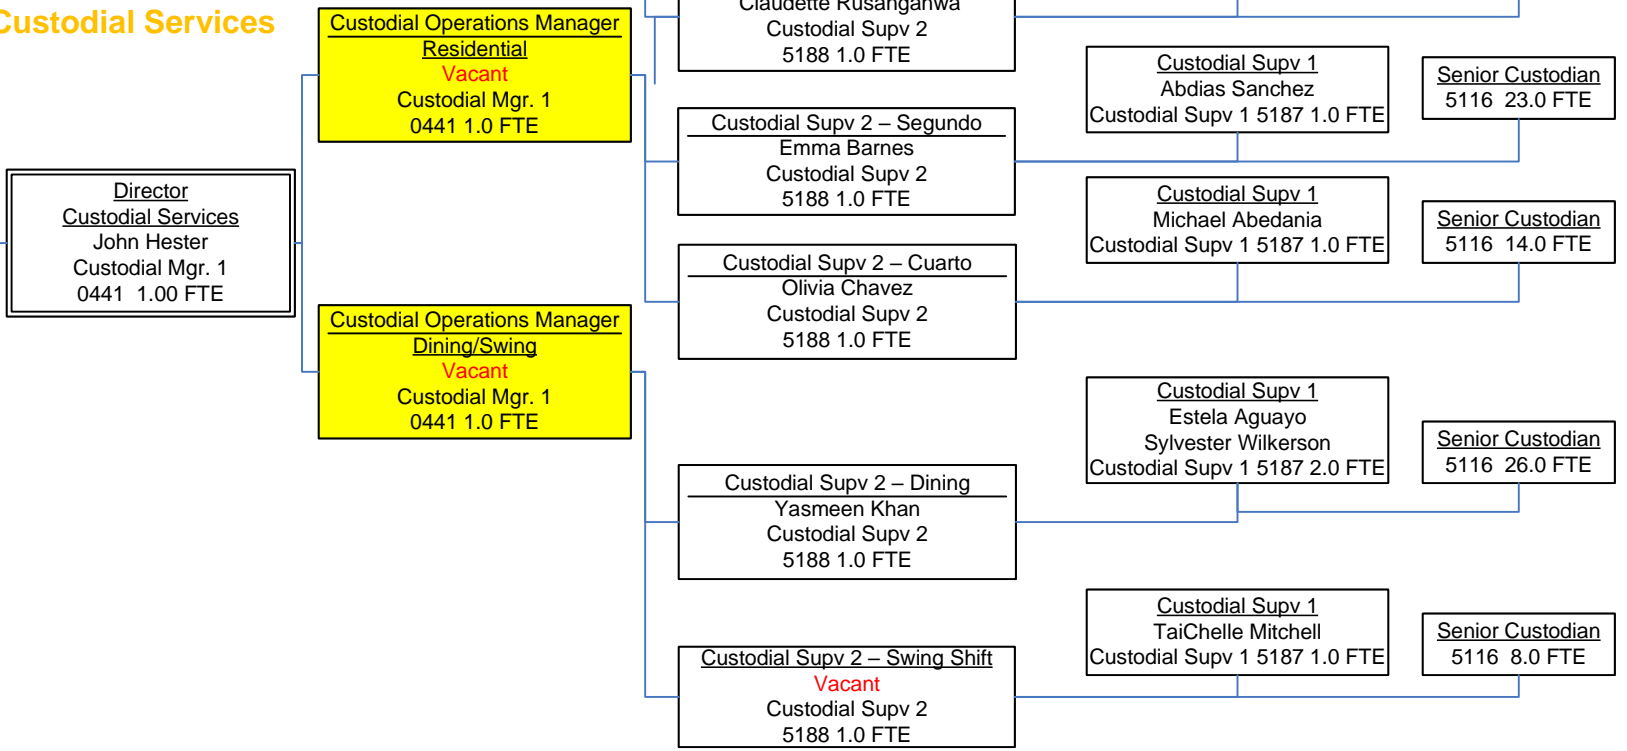 Custodial Services
Director
Custodial Services
John Hester
Custodial Mgr. 1
0441 1.00 FTE
Custodial Operations Manager
Residential
Vacant
Custodial Mgr. 1
0441 1.0 FTE
Custodial Operations Manager
Dining/Swing
Vacant
Custodial Mgr. 1
0441 1.0 FTE
Claudette Rusanganwa
Custodial Supv 2
5188 1.0 FTE
Custodial Supv 2 – Segundo
Emma Barnes
Custodial Supv 2
5188 1.0 FTE
Custodial Supv 2 – Cuarto
Olivia Chavez
Custodial Supv 2
5188 1.0 FTE
Custodial Supv 2 – Dining
Yasmeen Khan
Custodial Supv 2
5188 1.0 FTE
Custodial Supv 2 – Swing Shift
Vacant
Custodial Supv 2
5188 1.0 FTE
Custodial Supv 1
Abdias Sanchez
Custodial Supv 1 5187 1.0 FTE
Custodial Supv 1
Michael Abedania
Custodial Supv 1 5187 1.0 FTE
Custodial Supv 1
Estela Aguayo
Sylvester Wilkerson
Custodial Supv 1 5187 2.0 FTE
Custodial Supv 1
TaiChelle Mitchell
Custodial Supv 1 5187 1.0 FTE
Senior Custodian
5116 23.0 FTE
Senior Custodian
5116 14.0 FTE
Senior Custodian
5116 26.0 FTE
Senior Custodian
5116 8.0 FTE